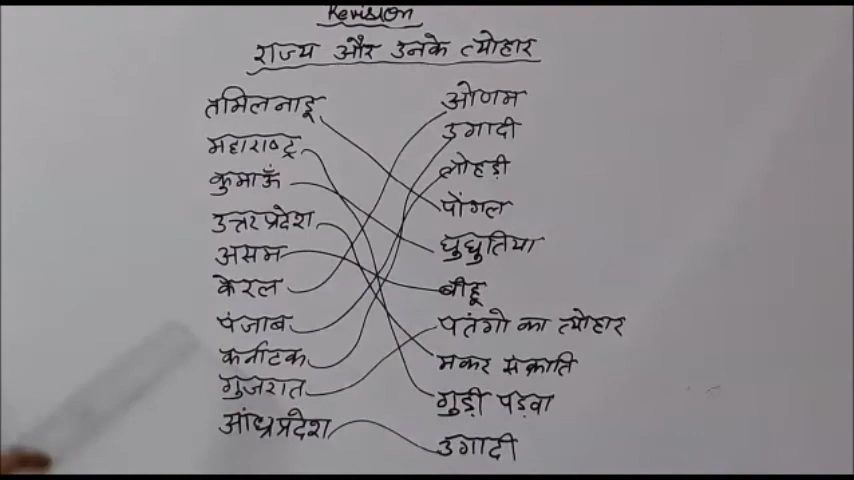 Revision
राज्य और उनके त्योहार
तमिलनाडू ओणम
महाराष्ट्र उगादी
कुमाऊँ लोहड़ी
उत्तरप्रदेश पोंगल
असम घुघुतिया
केरल बीहू
पंजाब पतंगो का त्योहार
कर्नाटक मकर संक्राति
गुजरात गुड़ी पड़वा
आंध्रप्रदेश उगादी